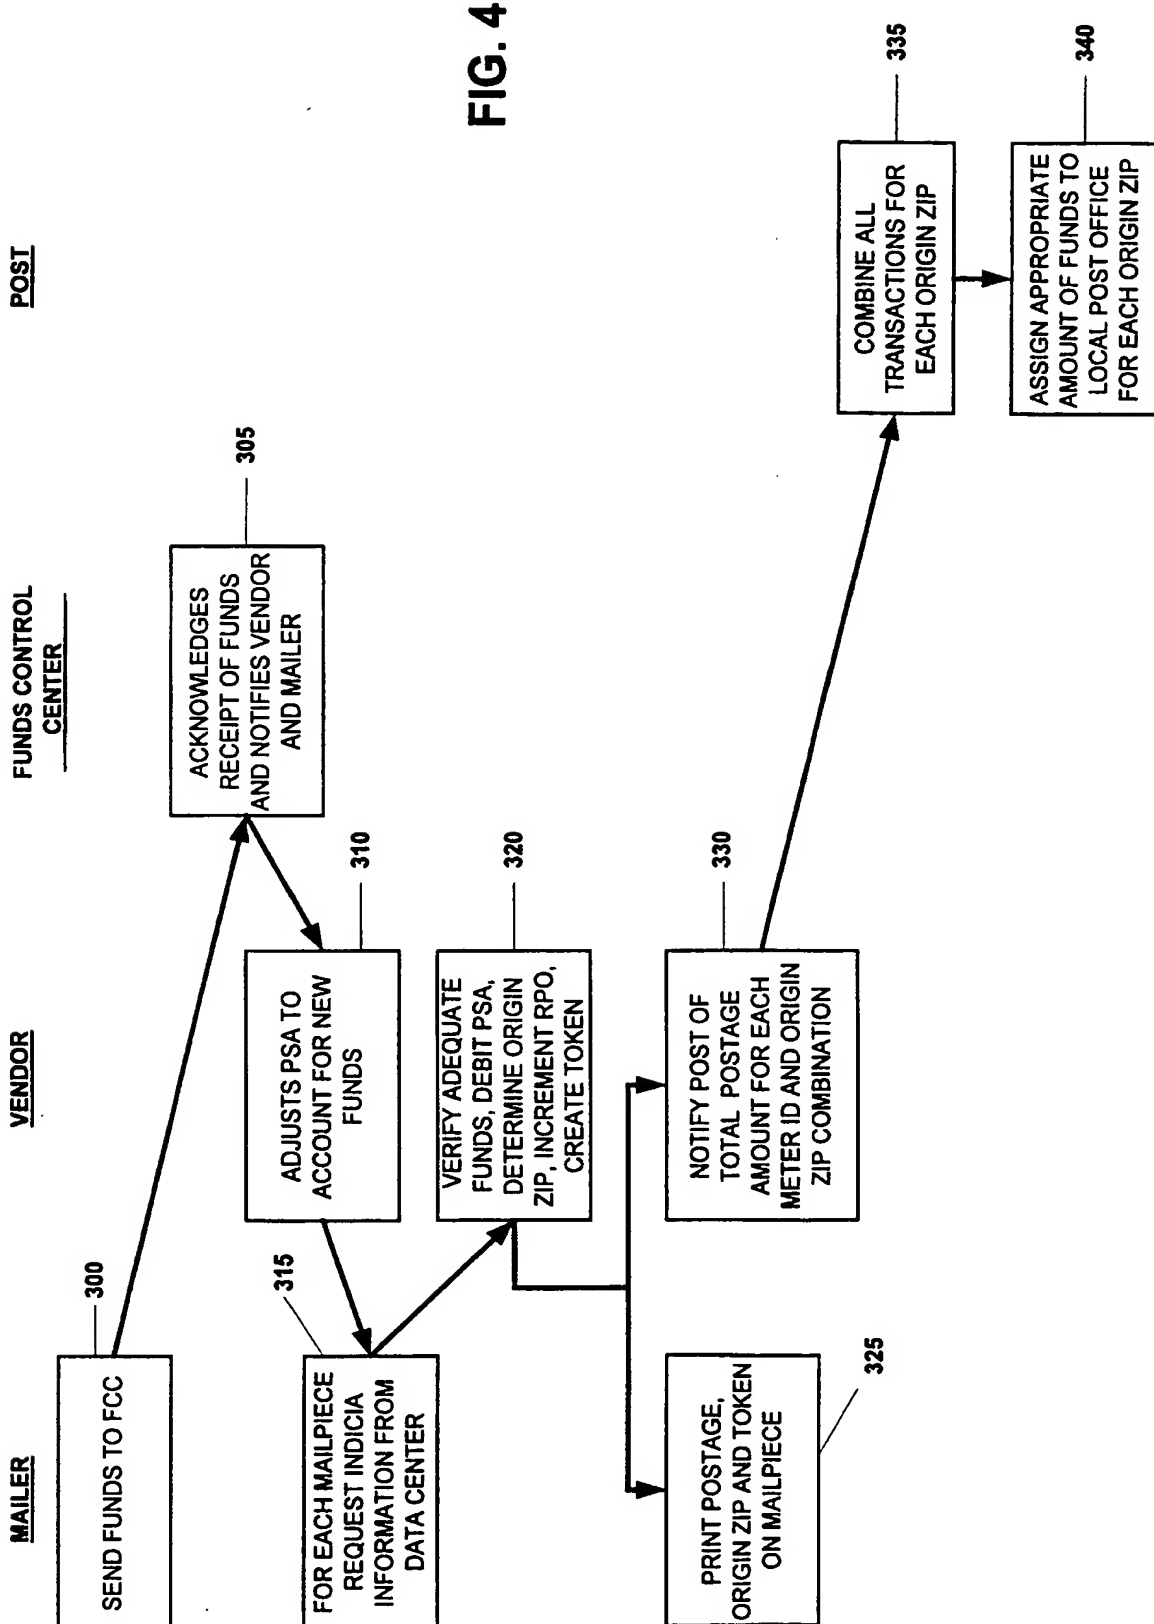 MAILER
VENDOR
FUNDS CONTROL
CENTER
POST
300
SEND FUNDS TO FCC
305
ACKNOWLEDGES
RECEIPT OF FUNDS
AND NOTIFIES VENDOR
AND MAILER
310
ADJUSTS PSA TO
ACCOUNT FOR NEW
FUNDS
315
FOR EACH MAILPIECE
REQUEST INDICIA
INFORMATION FROM
DATA CENTER
320
VERIFY ADEQUATE
FUNDS, DEBIT PSA,
DETERMINE ORIGIN
ZIP, INCREMENT RPO,
CREATE TOKEN
PRINT POSTAGE,
ORIGIN ZIP AND TOKEN
ON MAILPIECE
325
330
NOTIFY POST OF
TOTAL POSTAGE
AMOUNT FOR EACH
METER ID AND ORIGIN
ZIP COMBINATION
335
COMBINE ALL
TRANSACTIONS FOR
EACH ORIGIN ZIP
340
ASSIGN APPROPRIATE
AMOUNT OF FUNDS TO
LOCAL POST OFFICE
FOR EACH ORIGIN ZIP
FIG. 4